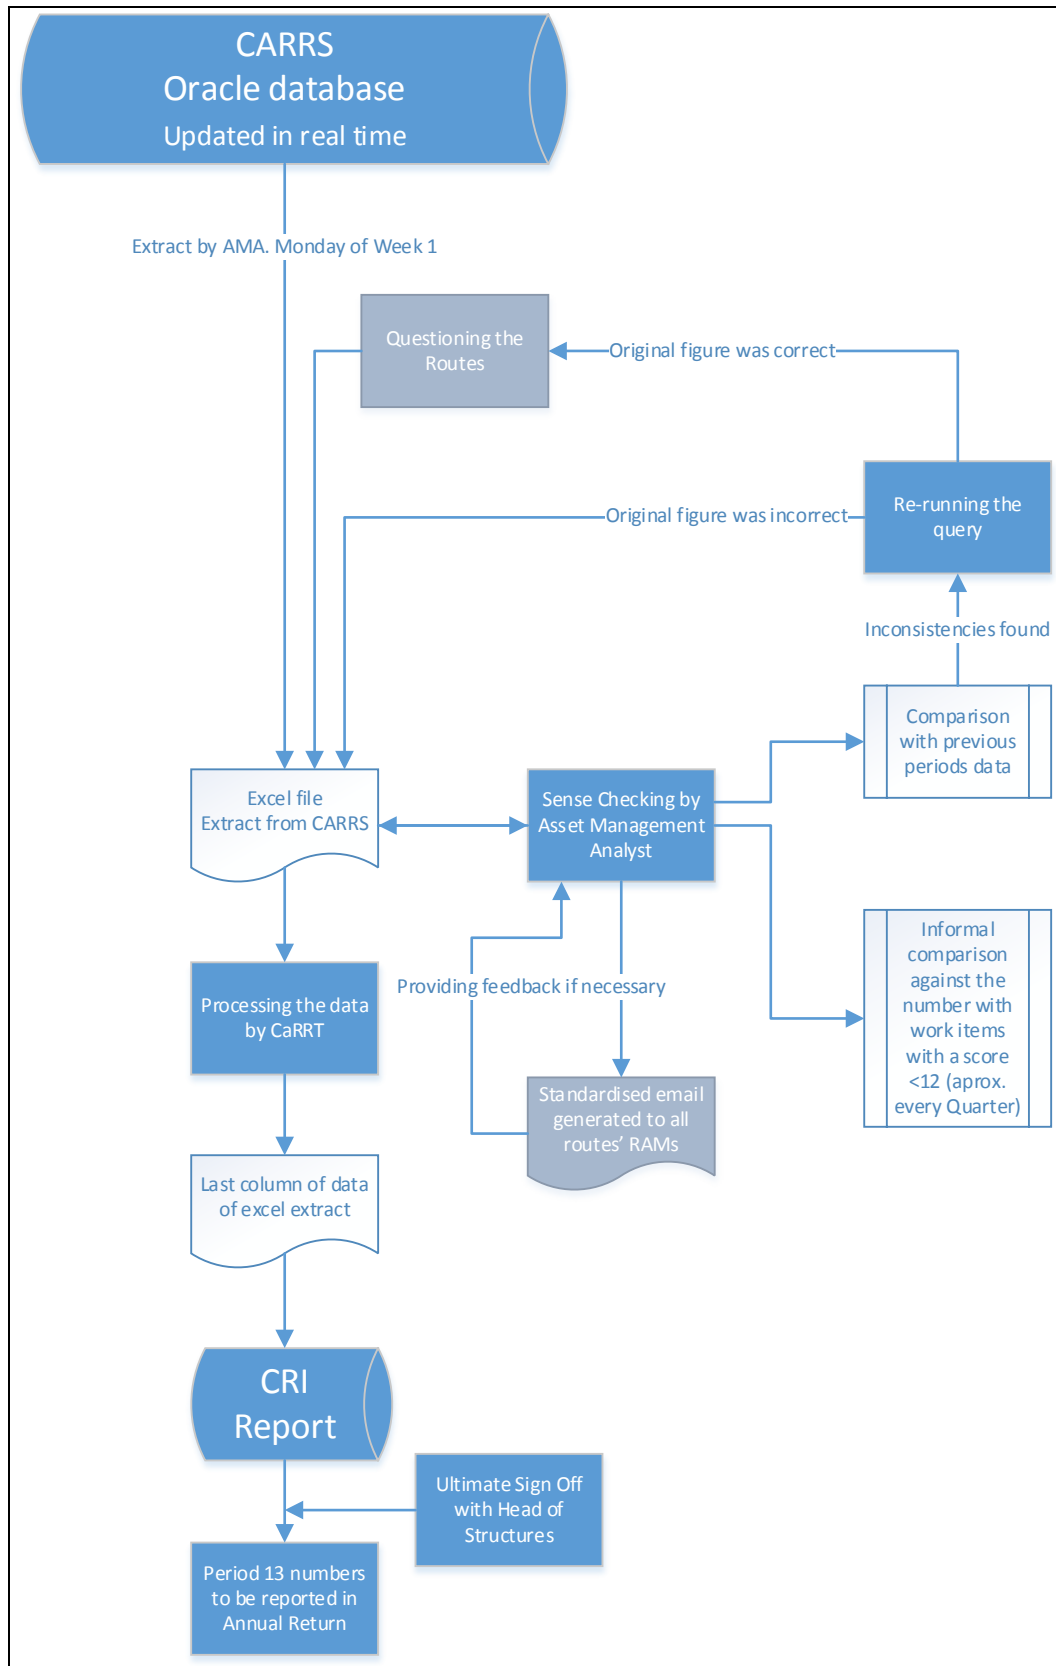 CARRS
Oracle database
Updated in real time
Extract by AMA. Monday of Week 1
Questioning the
Routes
Original figure was correct
Original figure was incorrect
Re-running the
query
Inconsistencies found
Comparison
with previous
periods data
Excel file
Extract from CARRS
Sense Checking by
Asset Management
Analyst
Informal
comparison
against the
number with
work items
with a score
<12 (aprox.
every Quarter)
Processing the data
by CaRRT
Providing feedback if necessary
Standardised email
generated to all
routes’ RAMs
Last column of data
of excel extract
CRI
Report
Ultimate Sign Off
with Head of
Structures
Period 13 numbers
to be reported in
Annual Return